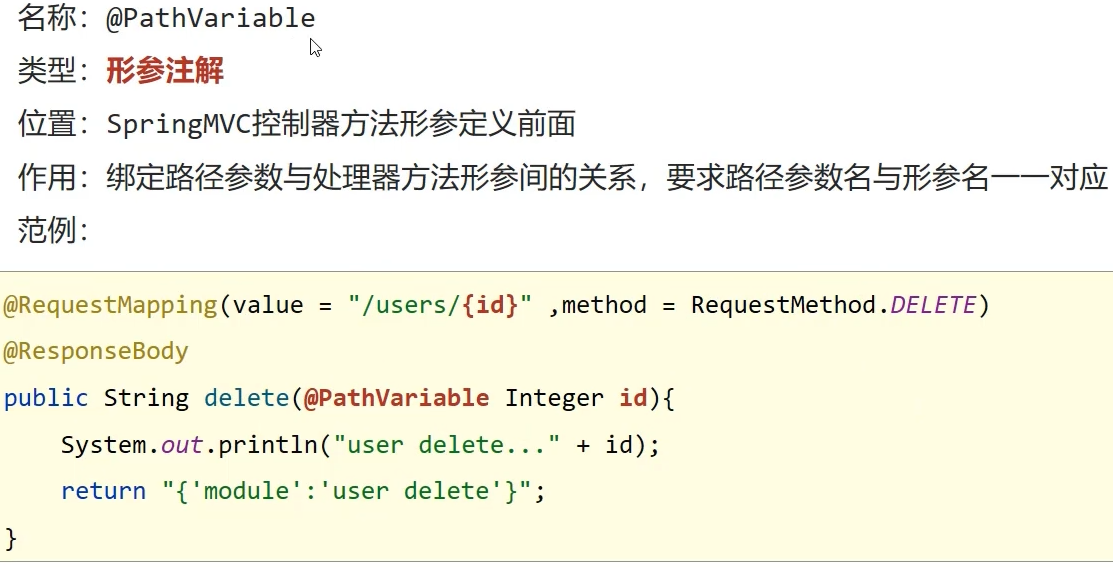 名称：@PathVariable
类型：形参注解
位置：SpringMVC控制器方法形参定义前面
作用：绑定路径参数与处理器方法形参间的关系，要求路径参数名与形参名一一对应
范例：
@RequestMapping(value = "/users/{id}" ,method = RequestMethod.DELETE)
@ResponseBody
public String delete(@PathVariable Integer id){
    System.out.println("user delete..." + id);
    return "{'module':'user delete'}";
}